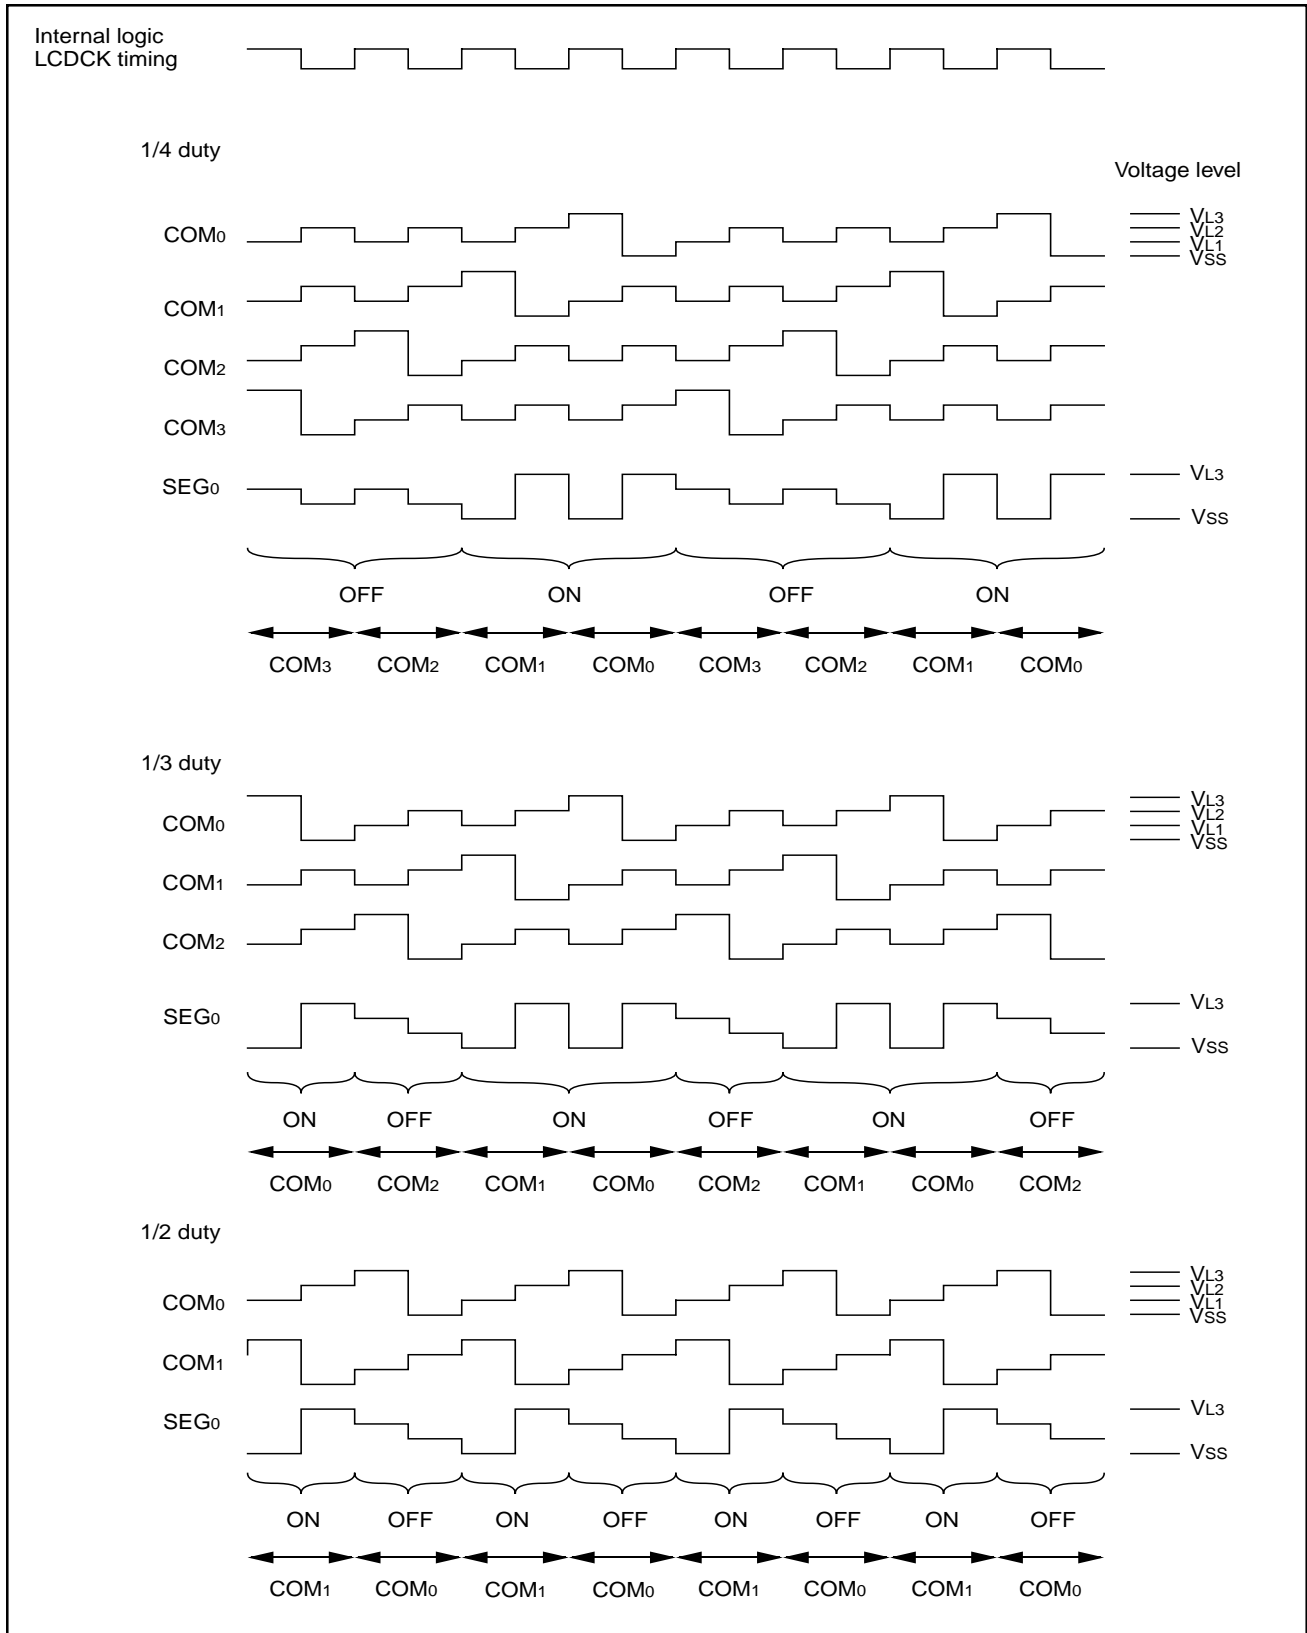 Internal logic
LCDCK timing
1/4 duty
Voltage level
COM0
VL3
VL2
VL1
VSS
COM1
COM2
COM3
SEG0
VL3
VSS
OFF ON OFF ON
COM3 COM2 COM1 COM0 COM3 COM2 COM1 COM0
1/3 duty
COM0
VL3
VL2
VL1
VSS
COM1
COM2
SEG0
VL3
VSS
ON OFF ON OFF ON OFF
COM0 COM2 COM1 COM0 COM2 COM1 COM0 COM2
1/2 duty
COM0
VL3
VL2
VL1
VSS
COM1
SEG0
VL3
VSS
ON OFF ON OFF ON OFF ON OFF
COM1 COM0 COM1 COM0 COM1 COM0 COM1 COM0